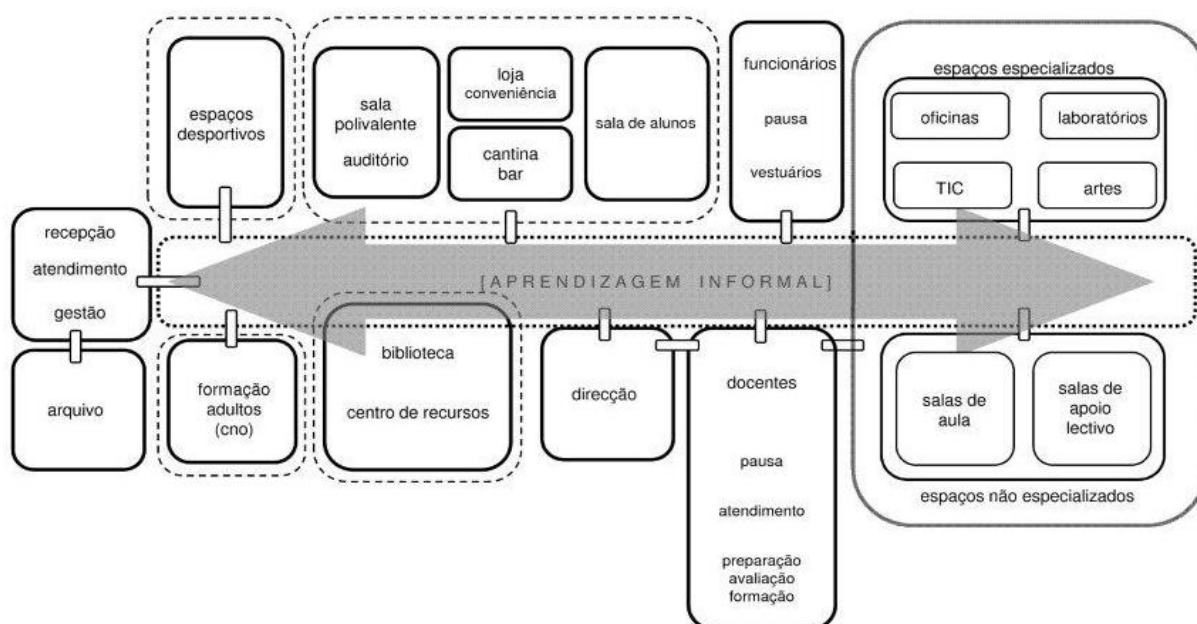 espaços
desportivos
sala
polivalente
auditório
loja
conveniência
cantina
bar
sala de alunos
funcionários
pausa
vestuários
espaços especializados
oficinas
laboratórios
TIC
artes
recepção
atendimento
gestão
[APRENDIZAGEM INFORMAL]
arquivo
formação
adultos
(cno)
biblioteca
centro de recursos
direcção
docentes
pausa
atendimento
preparação
avaliação
formação
salas de
aula
salas de
apoio
lectivo
espaços não especializados